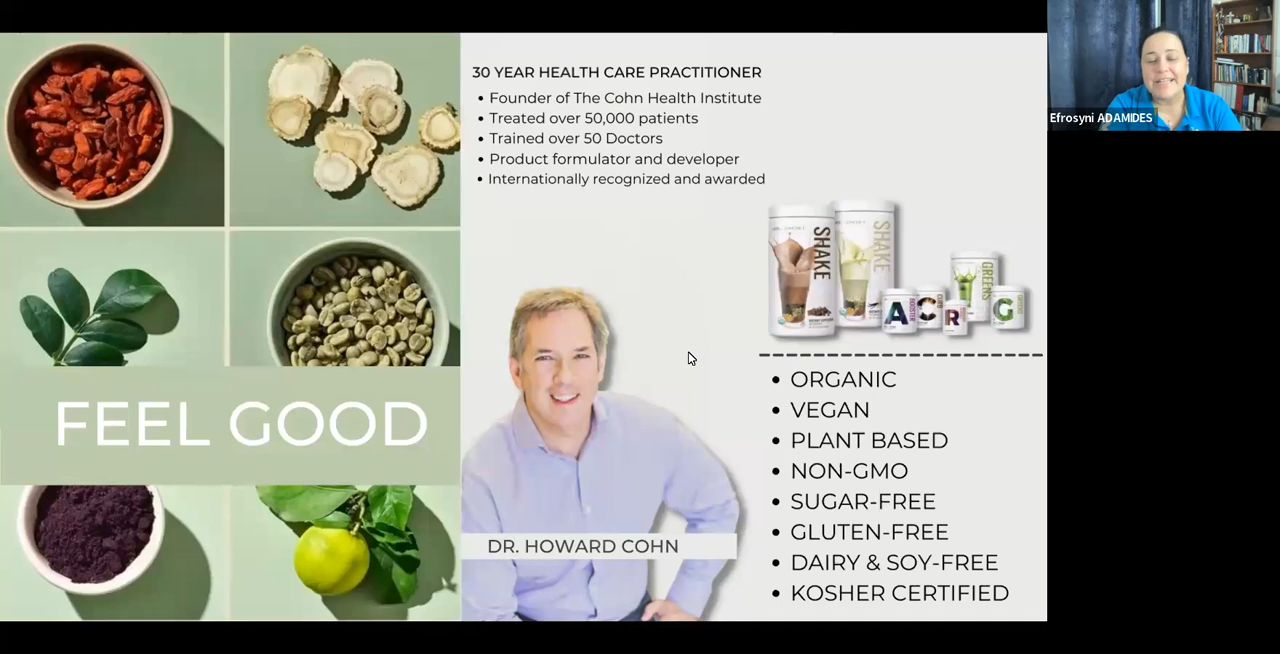 30 YEAR HEALTH CARE PRACTITIONER
• Founder of The Cohn Health Institute
• Treated over 50,000 patients
• Trained over 50 Doctors
• Product formulator and developer
• Internationally recognized and awarded
Efrosyni ADAMIDES
SHAKE
SHAKE
GREENS
A
BOOSTER
C
R
G
FEEL GOOD
DR. HOWARD COHN
• ORGANIC
• VEGAN
• PLANT BASED
• NON-GMO
• SUGAR-FREE
• GLUTEN-FREE
• DAIRY & SOY-FREE
• KOSHER CERTIFIED